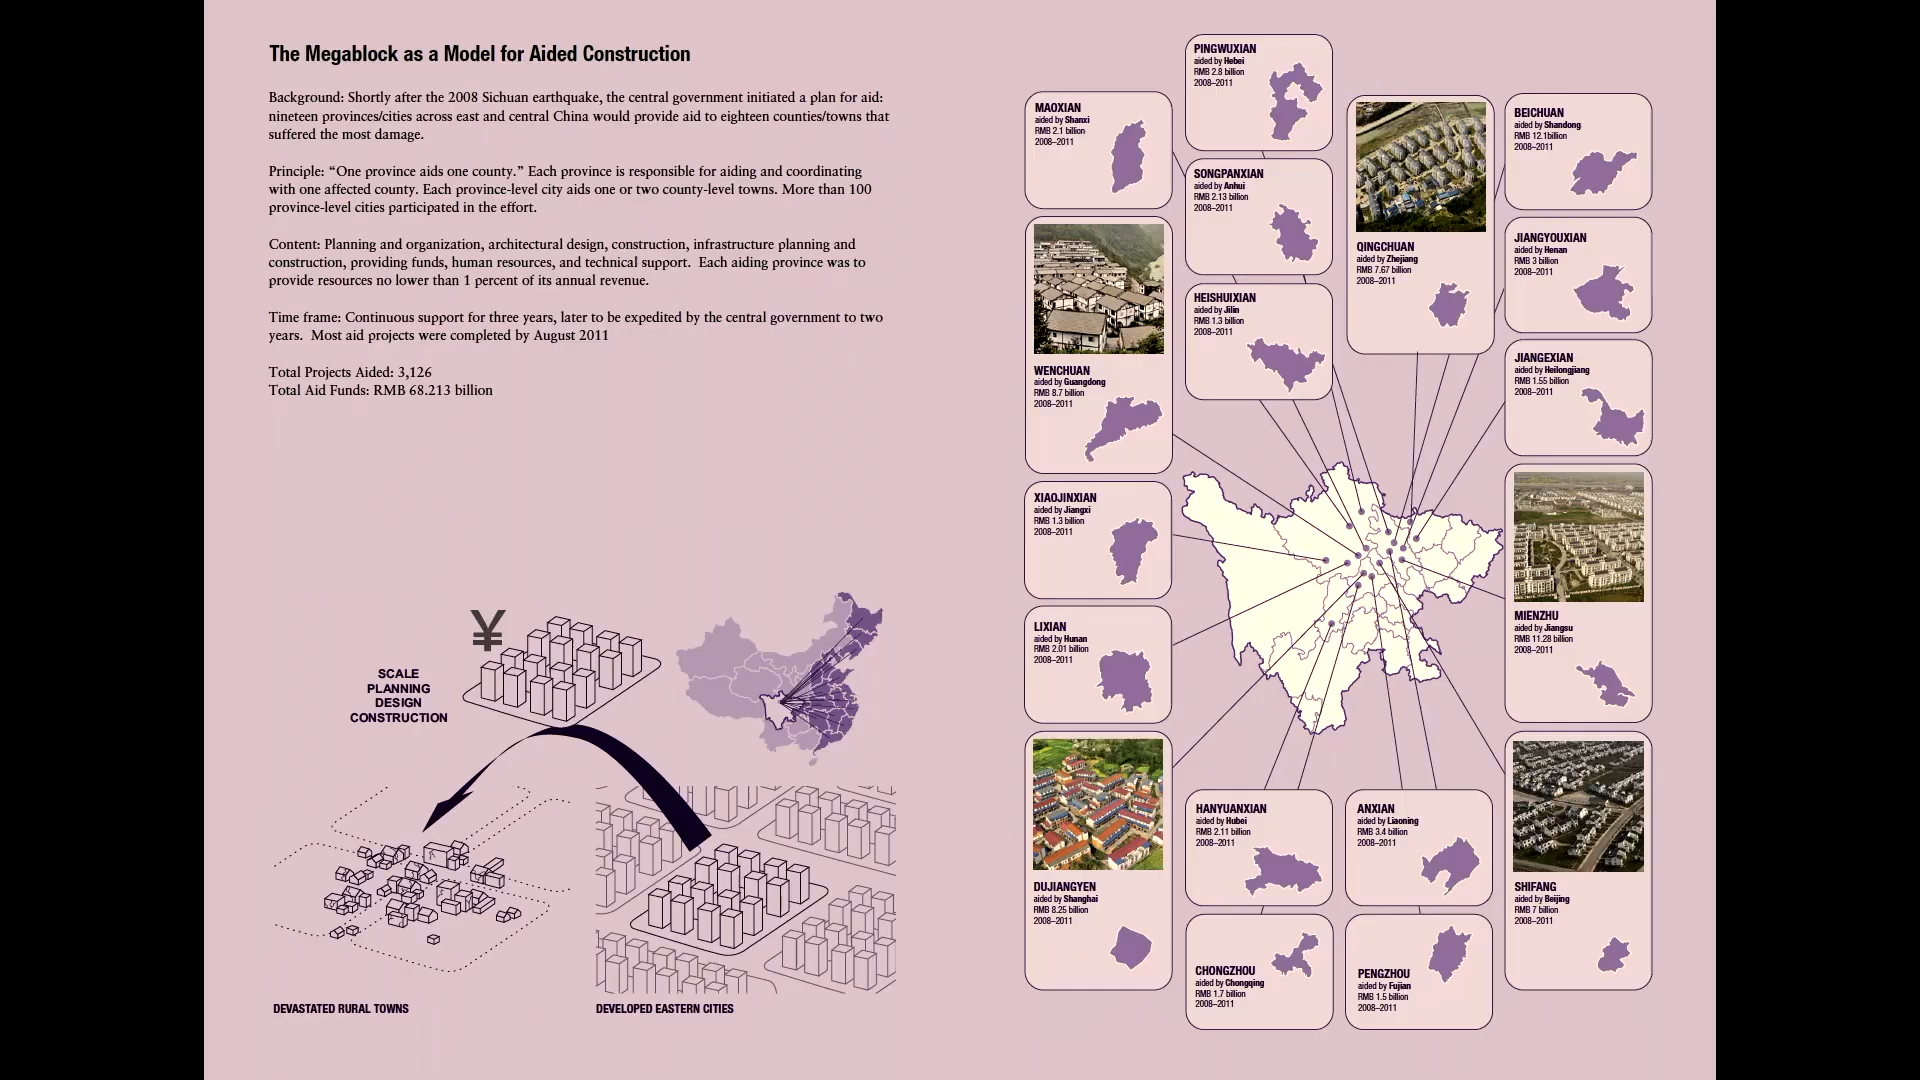 The Megablock as a Model for Aided Construction
Background: Shortly after the 2008 Sichuan earthquake, the central government initiated a plan for aid:
nineteen provinces/cities across east and central China would provide aid to eighteen counties/towns that
suffered the most damage.
Principle: “One province aids one county.” Each province is responsible for aiding and coordinating
with one affected county. Each province-level city aids one or two county-level towns. More than 100
province-level cities participated in the effort.
Content: Planning and organization, architectural design, construction, infrastructure planning and
construction, providing funds, human resources, and technical support.  Each aiding province was to
provide resources no lower than 1 percent of its annual revenue.
Time frame: Continuous support for three years, later to be expedited by the central government to two
years.  Most aid projects were completed by August 2011
Total Projects Aided: 3,126
Total Aid Funds: RMB 68.213 billion
¥
SCALE
PLANNING
DESIGN
CONSTRUCTION
DEVASTATED RURAL TOWNS
DEVELOPED EASTERN CITIES
MAOXIAN
aided by Shanxi
RMB 2.1 billion
2008–2011
WENCHUAN
aided by Guangdong
RMB 8.7 billion
2008–2011
XIAOJINXIAN
aided by Jiangxi
RMB 1.3 billion
2008–2011
LIXIAN
aided by Hunan
RMB 2.01 billion
2008–2011
DUJIANGYEN
aided by Shanghai
RMB 8.25 billion
2008–2011
PINGWUXIAN
aided by Hebei
RMB 2.8 billion
2008–2011
SONGPANXIAN
aided by Anhui
RMB 2.13 billion
2008–2011
HEISHUIXIAN
aided by Jilin
RMB 1.3 billion
2008–2011
HANYUANXIAN
aided by Hubei
RMB 2.11 billion
2008–2011
CHONGZHOU
aided by Chongqing
RMB 1.7 billion
2008–2011
QINGCHUAN
aided by Zhejiang
RMB 7.67 billion
2008–2011
ANXIAN
aided by Liaoning
RMB 3.4 billion
2008–2011
PENGZHOU
aided by Fujian
RMB 1.5 billion
2008–2011
BEICHUAN
aided by Shandong
RMB 12.1billion
2008–2011
JIANGYOUXIAN
aided by Henan
RMB 3 billion
2008–2011
JIANGEXIAN
aided by Heilongjiang
RMB 1.55 billion
2008–2011
MIENZHU
aided by Jiangsu
RMB 11.28 billion
2008–2011
SHIFANG
aided by Beijing
RMB 7 billion
2008–2011